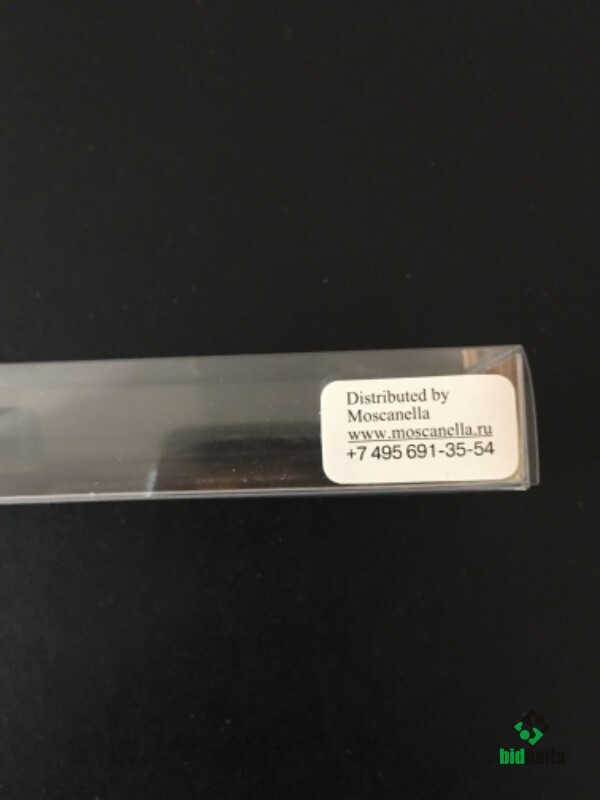 Distributed by
Moscanella
www.moscanella.ru
+7 495 691-35-54